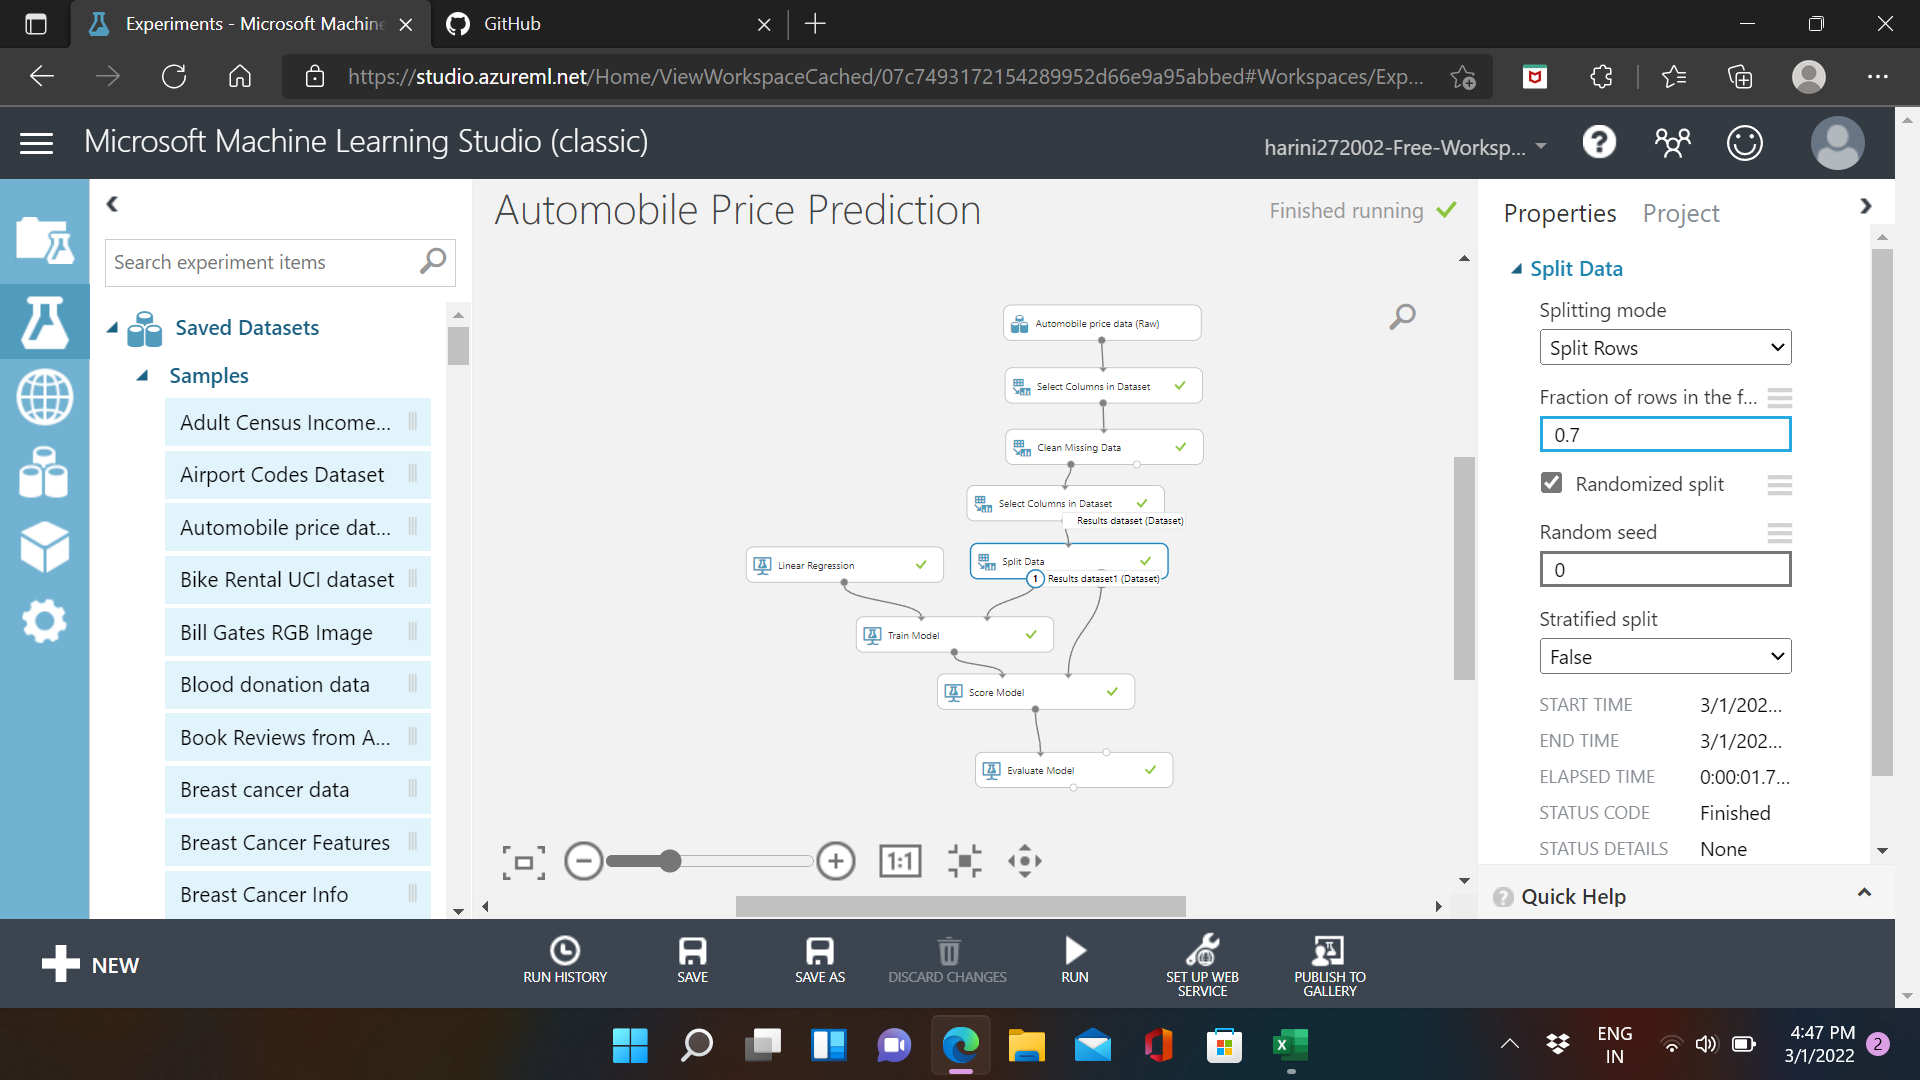 Experiments - Microsoft Machine
GitHub
https://studio.azureml.net/Home/ViewWorkspaceCached/07c7493172154289952d66e9a95abbed#Workspaces/Exp...
Microsoft Machine Learning Studio (classic)
harini272002-Free-Worksp...
Search experiment items
Saved Datasets
Samples
Adult Census Income...
Airport Codes Dataset
Automobile price dat...
Bike Rental UCI dataset
Bill Gates RGB Image
Blood donation data
Book Reviews from A...
Breast cancer data
Breast Cancer Features
Breast Cancer Info
Automobile Price Prediction
Finished running
Automobile price data (Raw)
Select Columns in Dataset
Clean Missing Data
Select Columns in Dataset
Results dataset (Dataset)
Linear Regression
Split Data
1 Results dataset1 (Dataset)
Train Model
Score Model
Evaluate Model
1:1
Properties Project
Split Data
Splitting mode
Split Rows
Fraction of rows in the f...
0.7
Randomized split
Random seed
0
Stratified split
False
START TIME 3/1/202...
END TIME 3/1/202...
ELAPSED TIME 0:00:01.7...
STATUS CODE Finished
STATUS DETAILS None
Quick Help
NEW
RUN HISTORY
SAVE
SAVE AS
DISCARD CHANGES
RUN
SET UP WEB
SERVICE
PUBLISH TO
GALLERY
ENG
IN
4:47 PM
3/1/2022
2